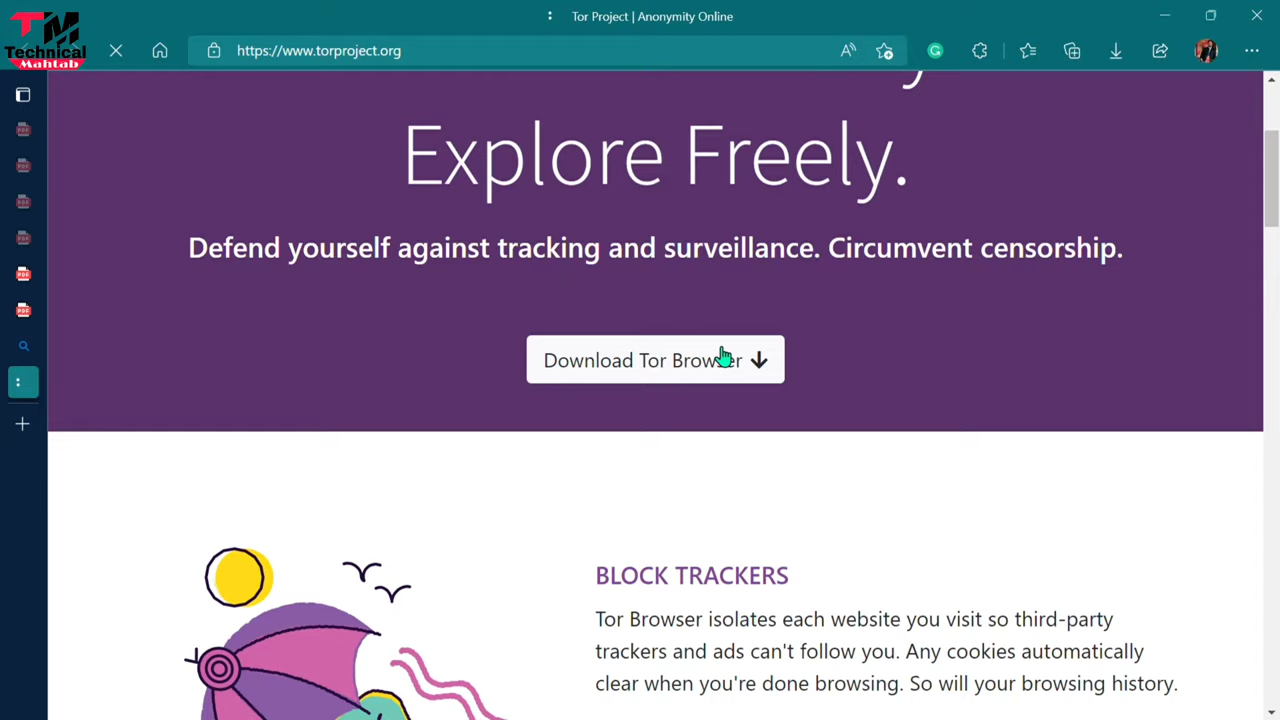 TM
Technical
Mahtab
Tor Project | Anonymity Online
https://www.torproject.org
Explore Freely.
Defend yourself against tracking and surveillance. Circumvent censorship.
Download Tor Browser
BLOCK TRACKERS
Tor Browser isolates each website you visit so third-party
trackers and ads can't follow you. Any cookies automatically
clear when you're done browsing. So will your browsing history.